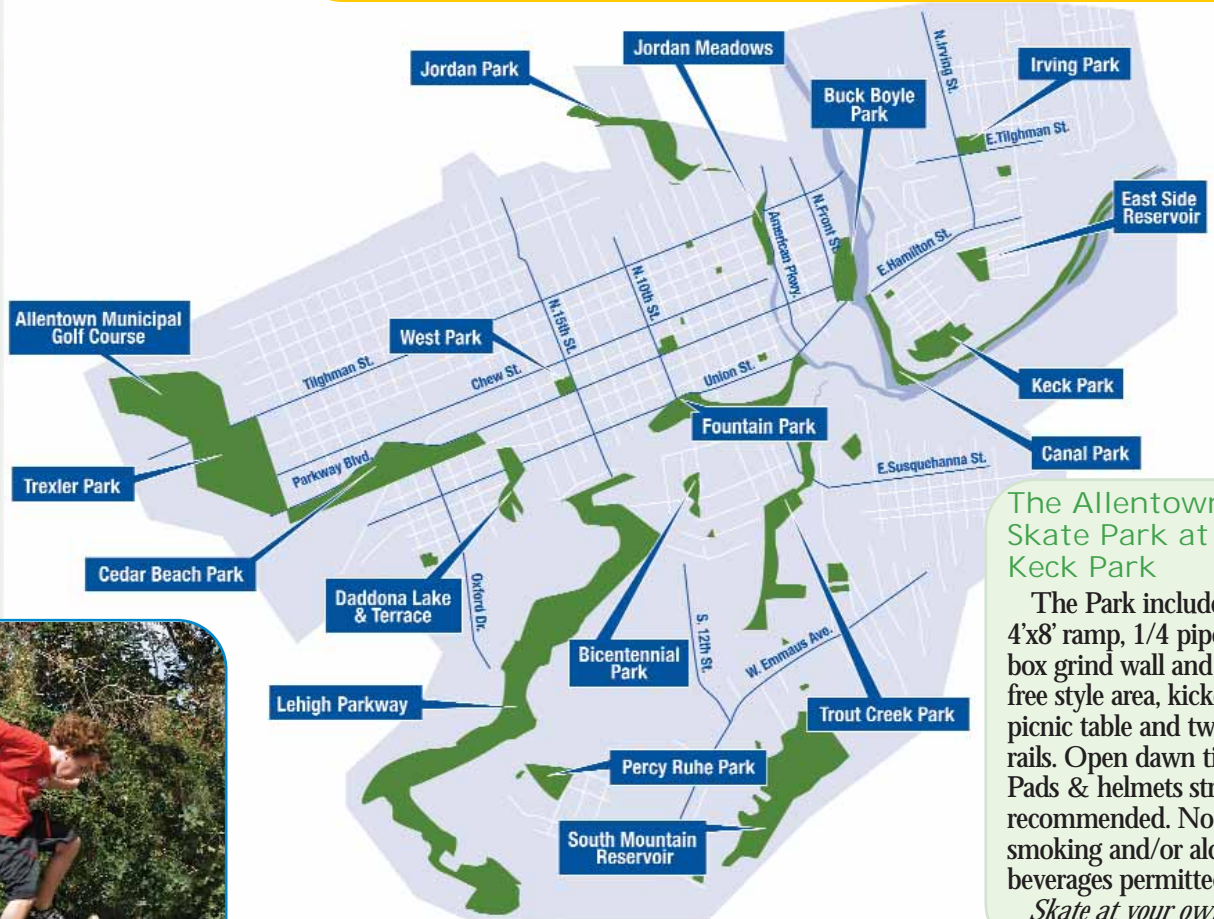 Jordan Park
Jordan Meadows
Buck Boyle
Park
N.Irving St.
Irving Park
E.Tilghman St.
East Side
Reservoir
American Pkwy.
N.Front St.
E.Hamilton St.
N.10th St.
N.15th St.
Allentown Municipal
Golf Course
West Park
Tilghman St.
Chew St.
Union St.
Keck Park
Fountain Park
Canal Park
Trexler Park
Parkway Blvd.
E.Susquehanna St.
Cedar Beach Park
Daddona Lake
& Terrace
Oxford Dr.
Bicentennial
Park
S. 12th St.
W. Emmaus Ave.
Lehigh Parkway
Trout Creek Park
Percy Ruhe Park
South Mountain
Reservoir
The Allentown
Skate Park at
Keck Park
The Park include
4'x8' ramp, 1/4 pipe
box grind wall and
free style area, kick
picnic table and tw
rails. Open dawn ti
Pads & helmets str
recommended. No
smoking and/or alc
beverages permitte
Skate at your own